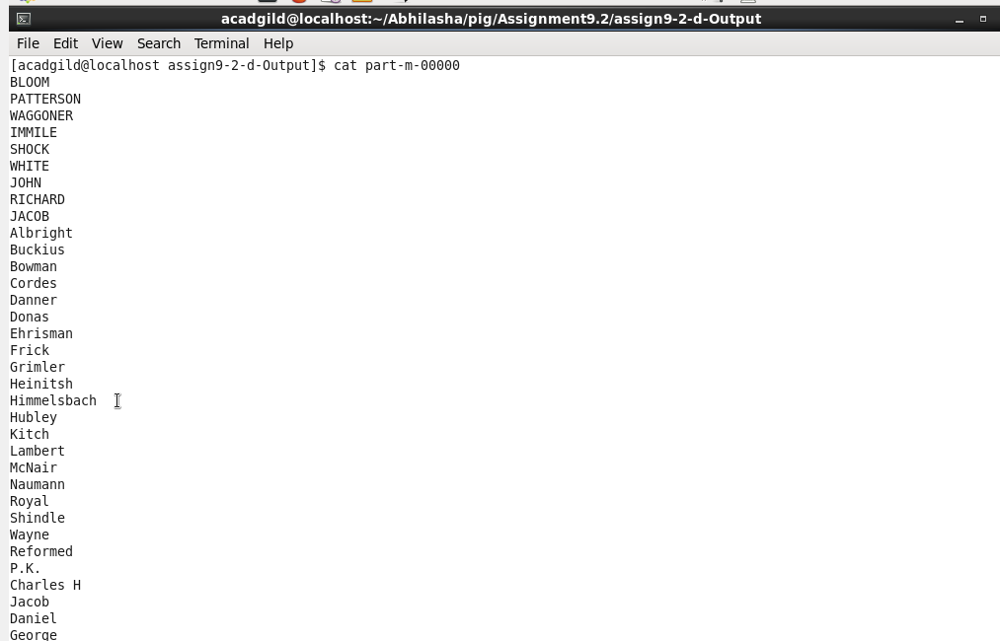 acadgild@localhost:~/Abhilasha/pig/Assignment9.2/assign9-2-d-Output
File Edit View Search Terminal Help
[acadgild@localhost assign9-2-d-Output]$ cat part-m-00000
BLOOM
PATTERSON
WAGGONER
IMMILE
SHOCK
WHITE
JOHN
RICHARD
JACOB
Albright
Buckius
Bowman
Cordes
Danner
Donas
Ehrisman
Frick
Grimler
Heinitsh
Himmelsbach
Hubley
Kitch
Lambert
McNair
Naumann
Royal
Shindle
Wayne
Reformed
P.K.
Charles H
Jacob
Daniel
George